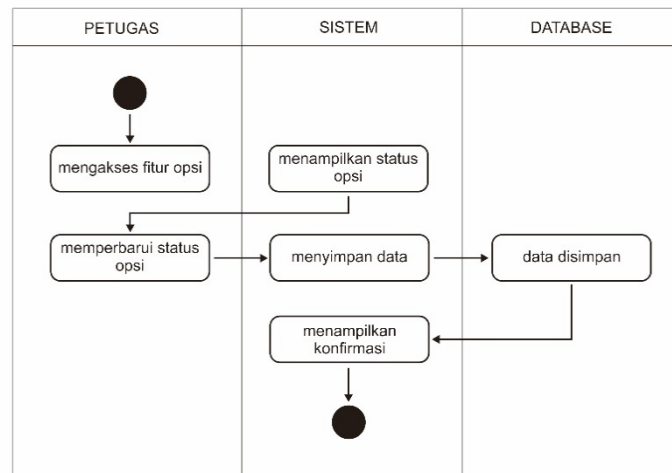 PETUGAS
SISTEM
DATABASE
mengakses fitur opsi
menampilkan status
opsi
memperbarui status
opsi
menyimpan data
data disimpan
menampilkan
konfirmasi